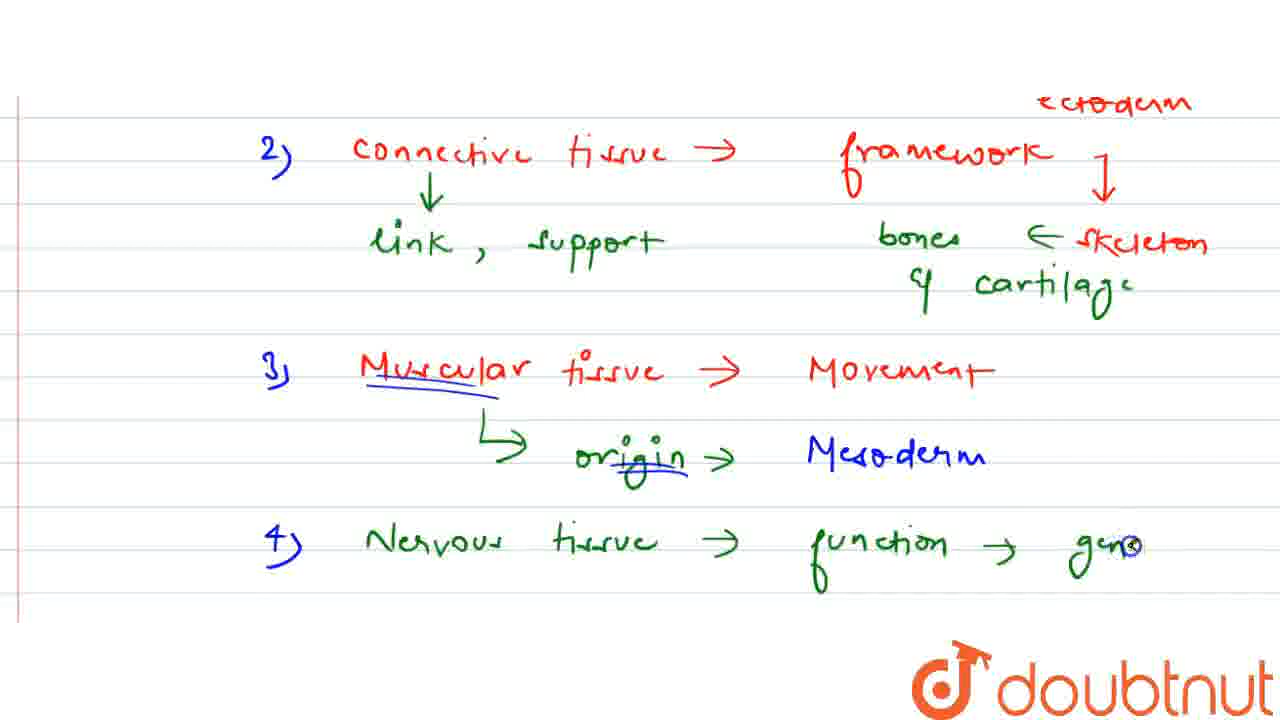 ectoderm
2) connective tissue → framework
link, support bones ← skeleton
& cartilage
3) Muscular tissue → Movement
origin → Mesoderm
4) Nervous tissue → function → gen
doubtnut